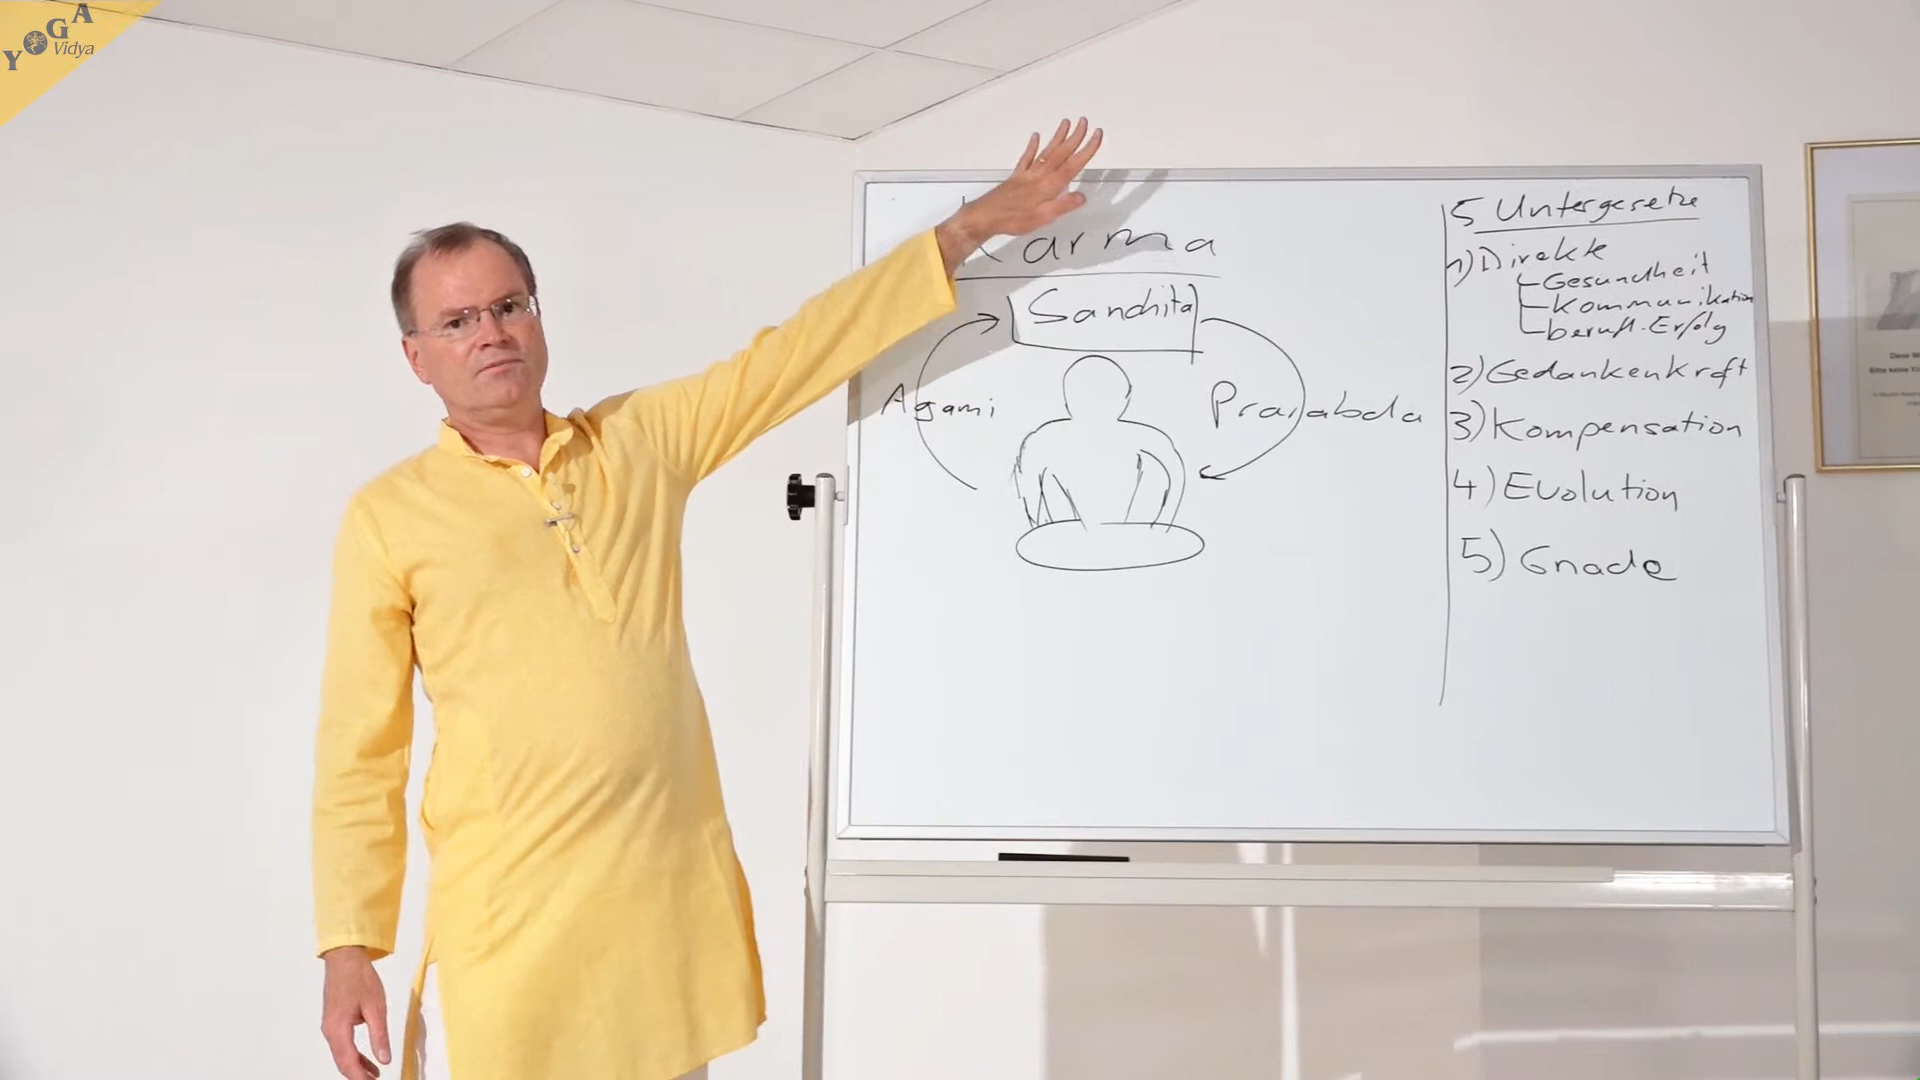 YOGA
Vidya
Karma
Sanchita
Agami
Prarabda
5 Untergesetze
1) Direkte
Gesundheit
Kommunikation
berufl. Erfolg
2) Gedankenkraft
3) Kompensation
4) Evolution
5) Gnade